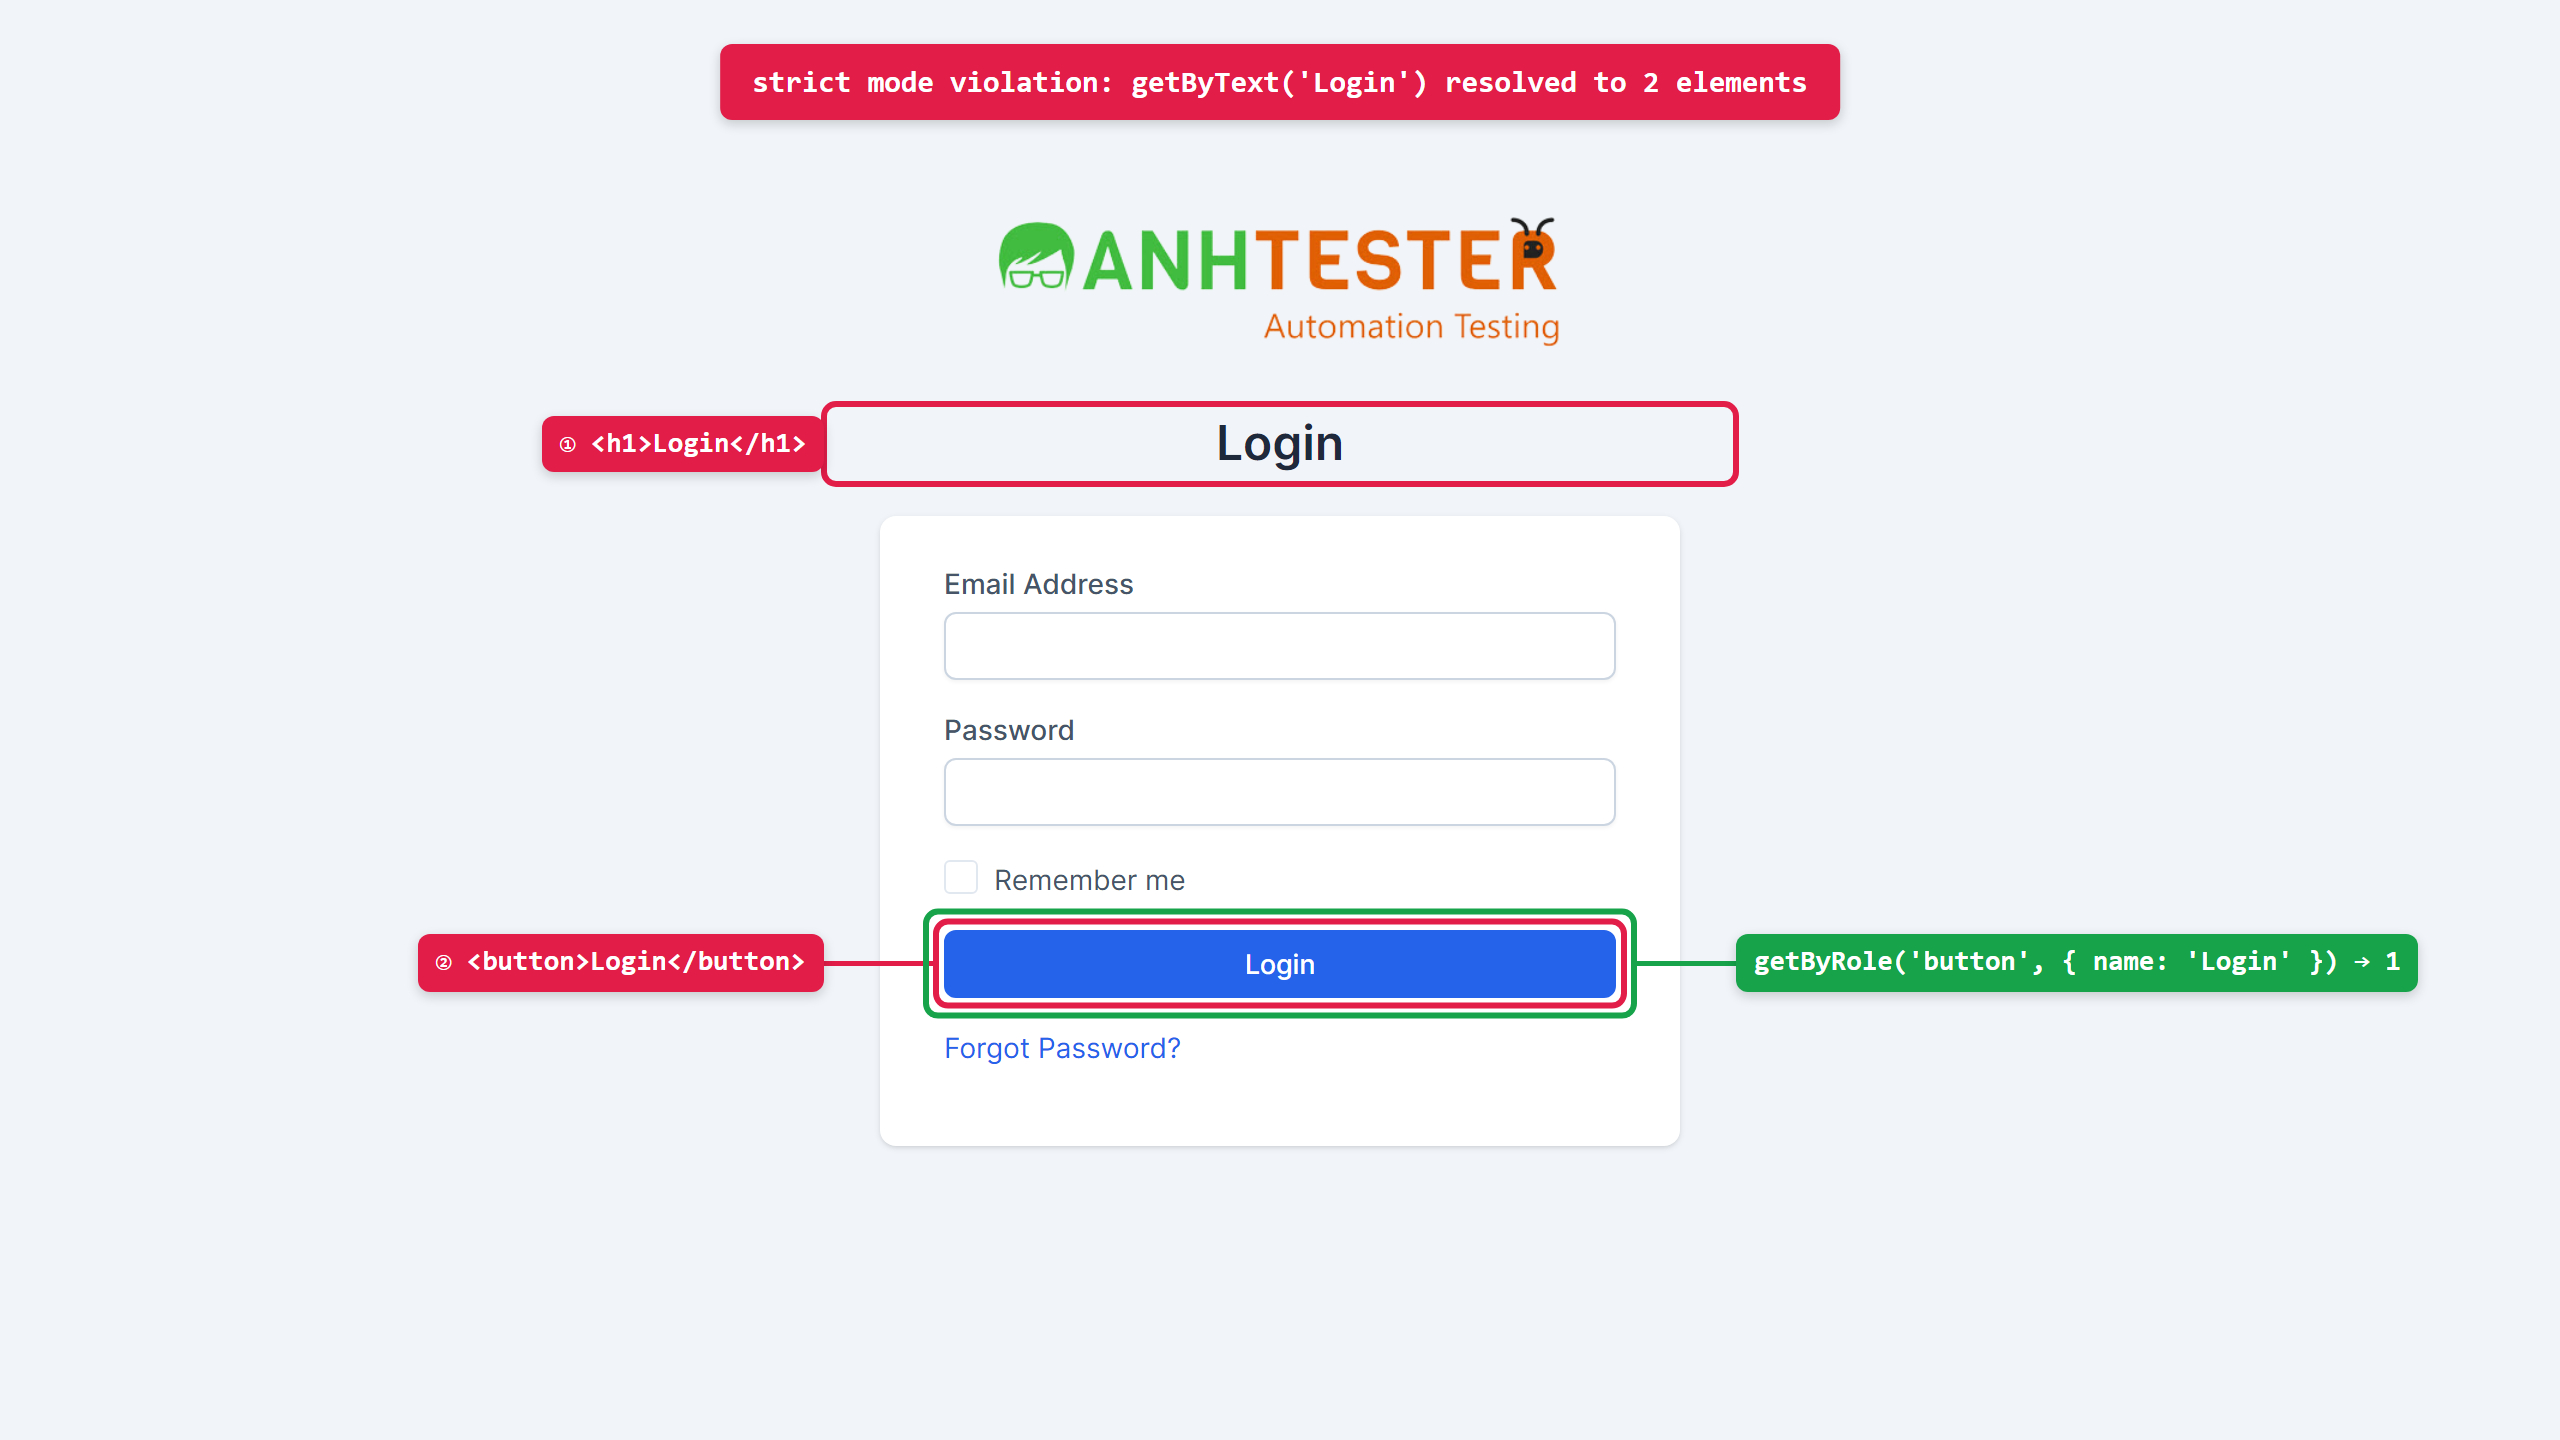 strict mode violation: getByText('Login') resolved to 2 elements
ANHTESTER
Automation Testing
① <h1>Login</h1>
Login
Email Address
Password
Remember me
② <button>Login</button>
Login
getByRole('button', { name: 'Login' }) → 1
Forgot Password?